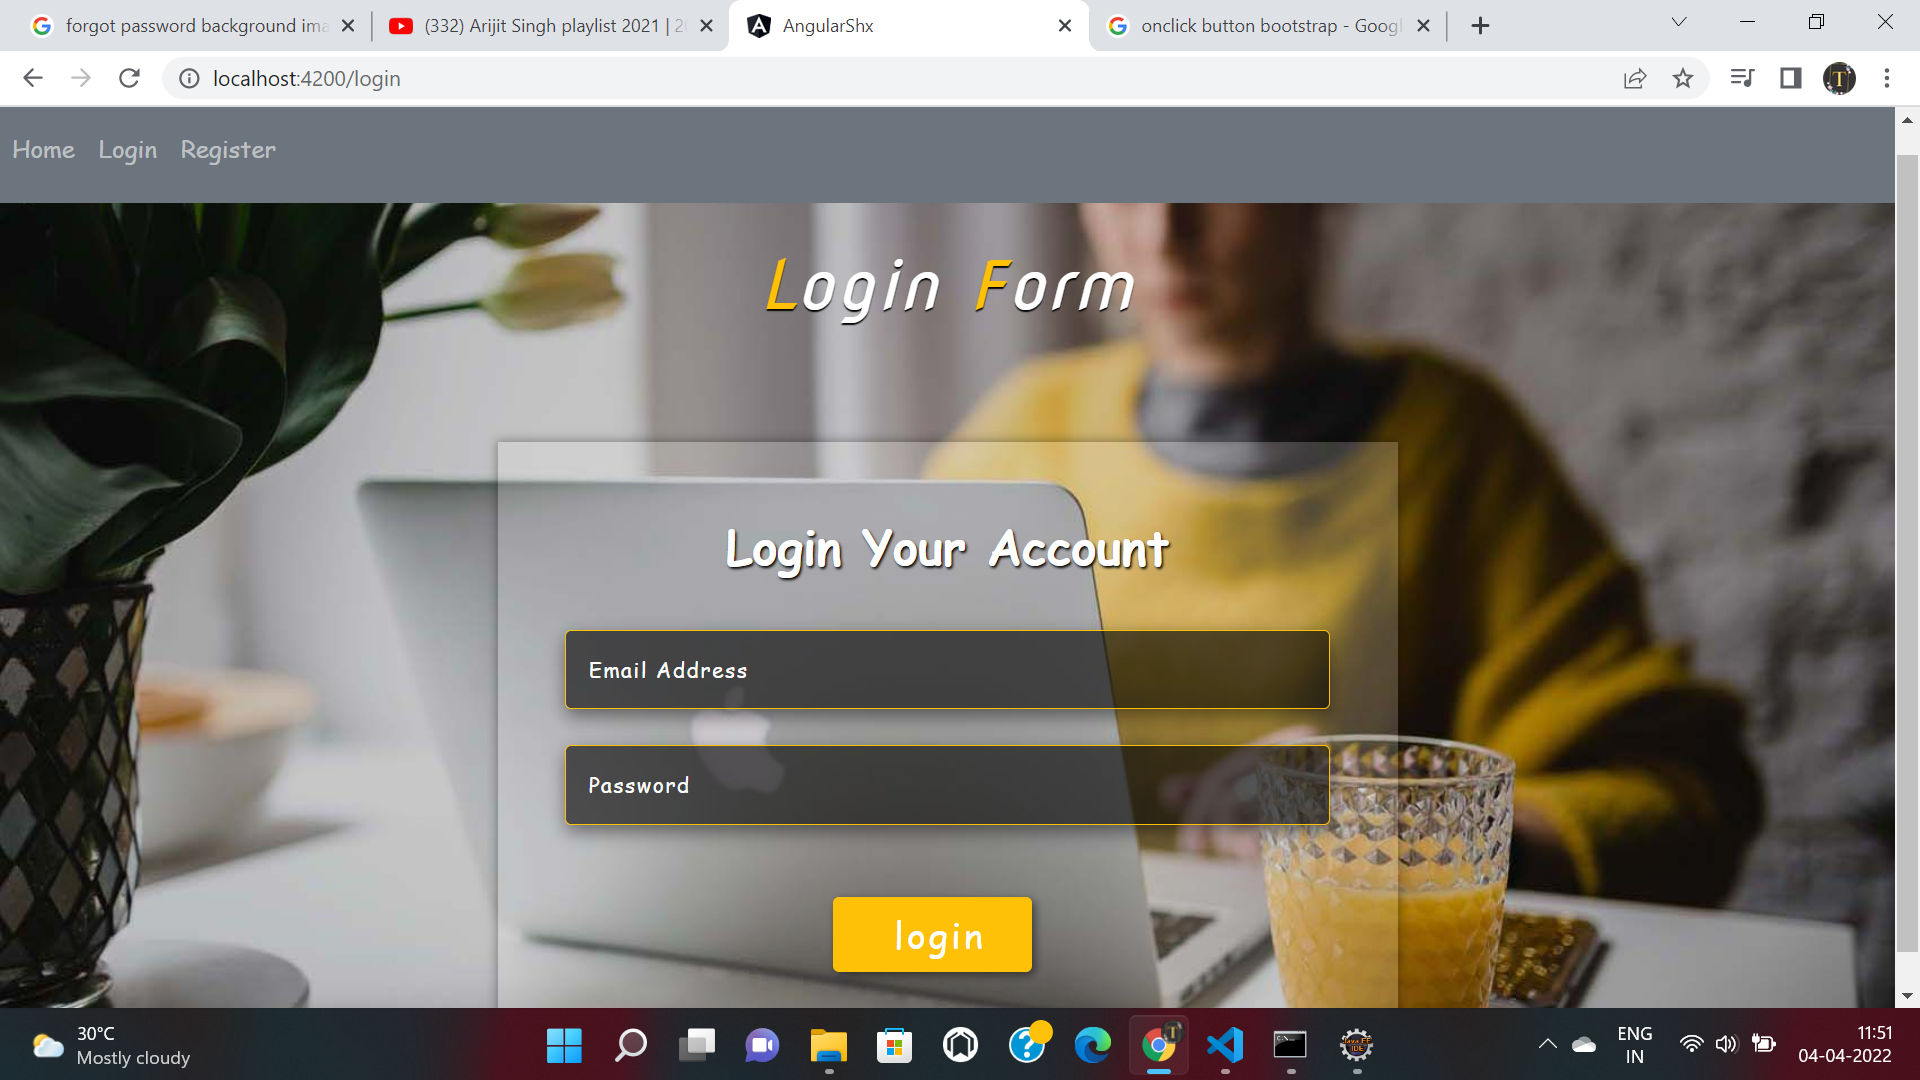 forgot password background ima
(332) Arijit Singh playlist 2021 | 2
AngularShx
onclick button bootstrap - Googl
localhost:4200/login
Home Login Register
Login Form
Login Your Account
Email Address
Password
login
30°C
Mostly cloudy
ENG
IN
11:51
04-04-2022